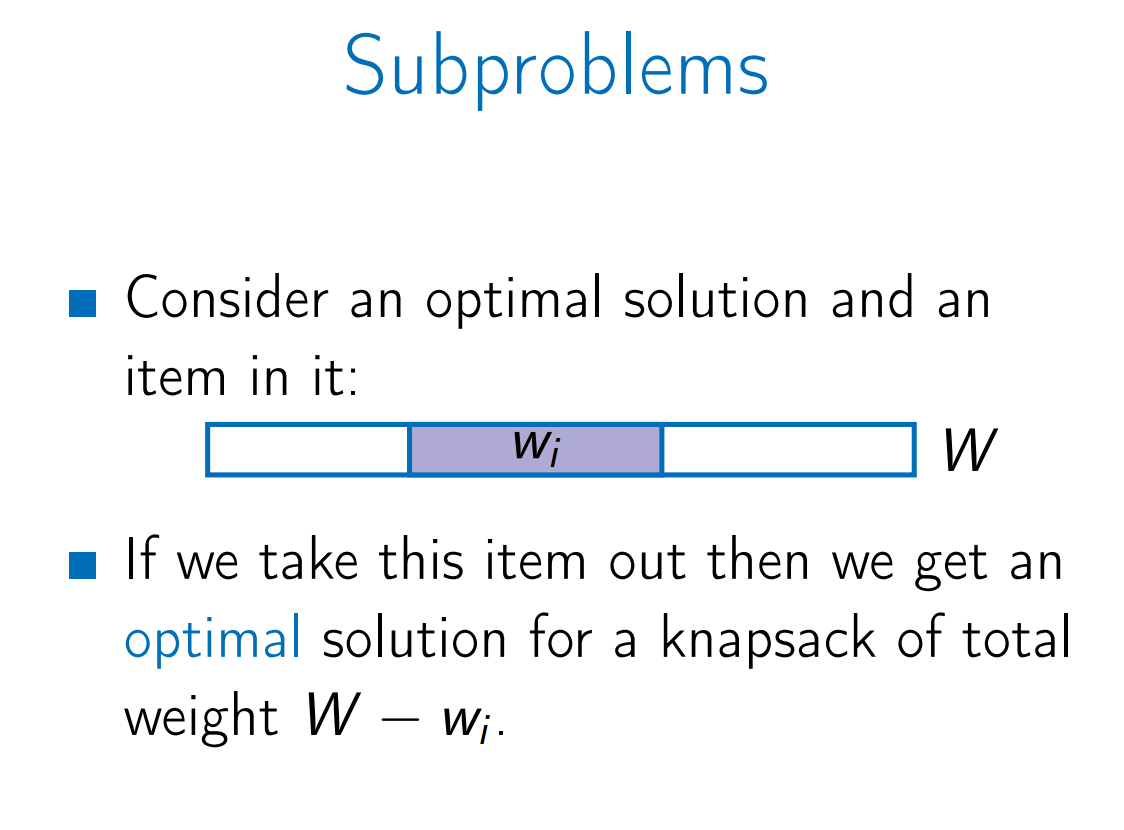 Subproblems
Consider an optimal solution and an
item in it:
wᵢ W
If we take this item out then we get an
optimal solution for a knapsack of total
weight W − wᵢ.